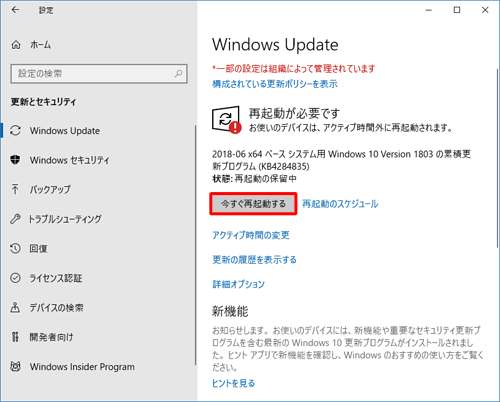 設定
ホーム
設定の検索
更新とセキュリティ
Windows Update
Windows セキュリティ
バックアップ
トラブルシューティング
回復
ライセンス認証
デバイスの検索
開発者向け
Windows Insider Program
Windows Update
*一部の設定は組織によって管理されています
構成されている更新ポリシーを表示
再起動が必要です
お使いのデバイスは、アクティブ時間外に再起動されます。
2018-06 x64 ベース システム用 Windows 10 Version 1803 の累積更
新プログラム (KB4284835)
状態: 再起動の保留中
今すぐ再起動する 再起動のスケジュール
アクティブ時間の変更
更新の履歴を表示する
詳細オプション
新機能
お知らせします。お使いのデバイスには、新機能や重要なセキュリティ更新プ
ログラムを含む最新の Windows 10 更新プログラムがインストールされまし
た。ヒント アプリで新機能を確認し、Windows のおすすめの使い方をご覧く
ださい。
ヒントを見る